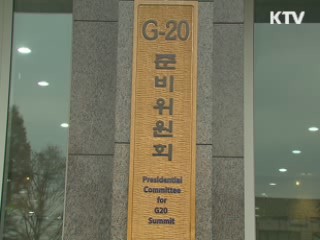 KTV
G-20
준비위원회
Presidential
Committee
for
G20
Summit